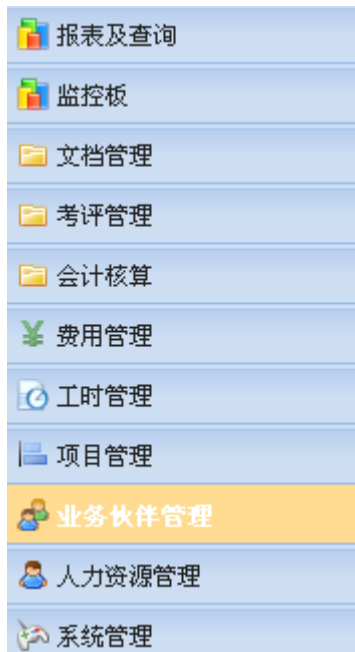 报表及查询
监控板
文档管理
考评管理
会计核算
费用管理
工时管理
项目管理
业务伙伴管理
人力资源管理
系统管理